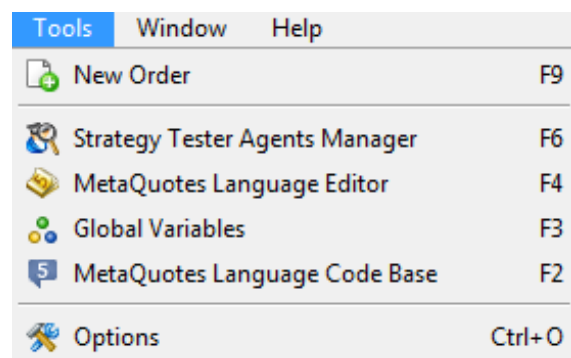 Tools Window Help
New Order F9
Strategy Tester Agents Manager F6
MetaQuotes Language Editor F4
Global Variables F3
5 MetaQuotes Language Code Base F2
Options Ctrl+O